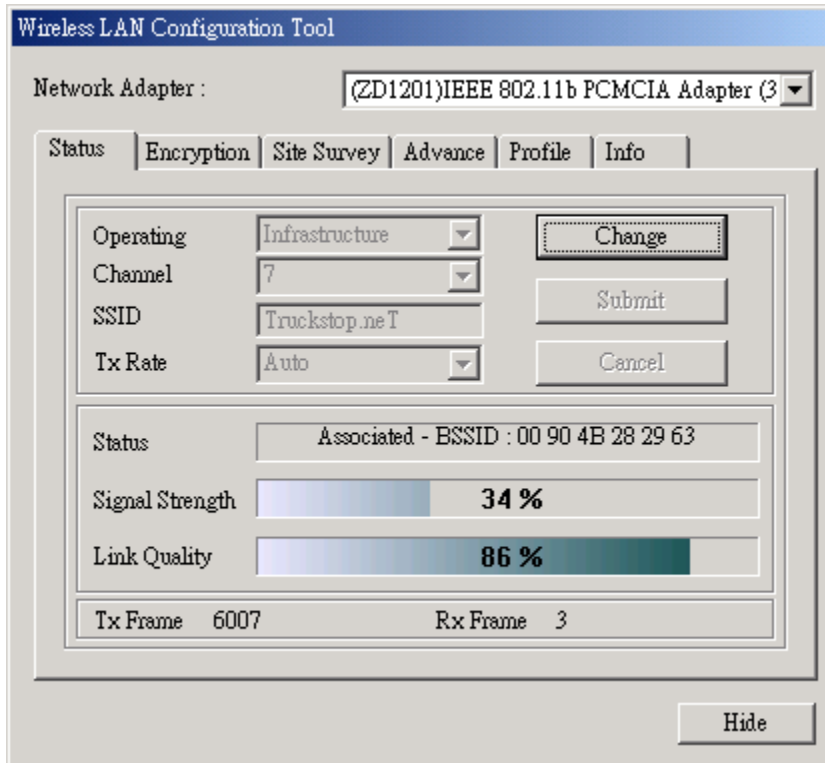 Wireless LAN Configuration Tool
Network Adapter : (ZD1201)IEEE 802.11b PCMCIA Adapter (3
Status Encryption Site Survey Advance Profile Info
Operating Infrastructure Change
Channel 7
SSID Truckstop.neT Submit
Tx Rate Auto Cancel
Status Associated - BSSID : 00 90 4B 28 29 63
Signal Strength 34 %
Link Quality 86 %
Tx Frame 6007 Rx Frame 3
Hide